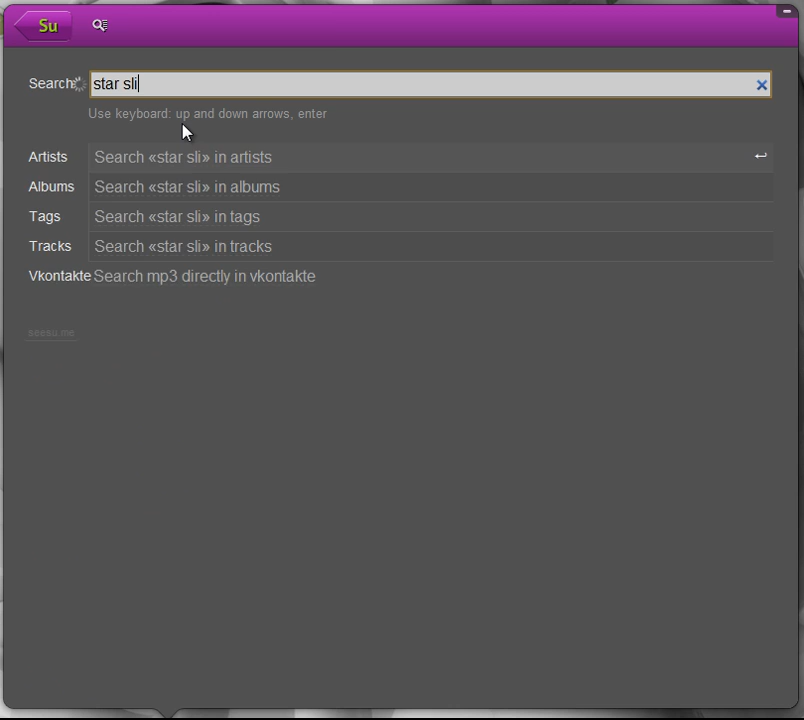 Su
Search star sli
Use keyboard: up and down arrows, enter
Artists Search «star sli» in artists
Albums Search «star sli» in albums
Tags Search «star sli» in tags
Tracks Search «star sli» in tracks
Vkontakte Search mp3 directly in vkontakte
seesu.me